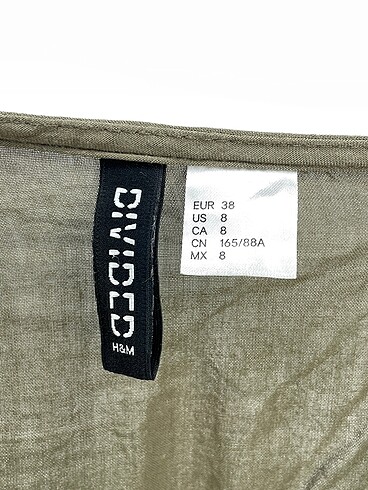 DIVIDED
H&M
EUR 38
US 8
CA 8
CN 165/88A
MX 8